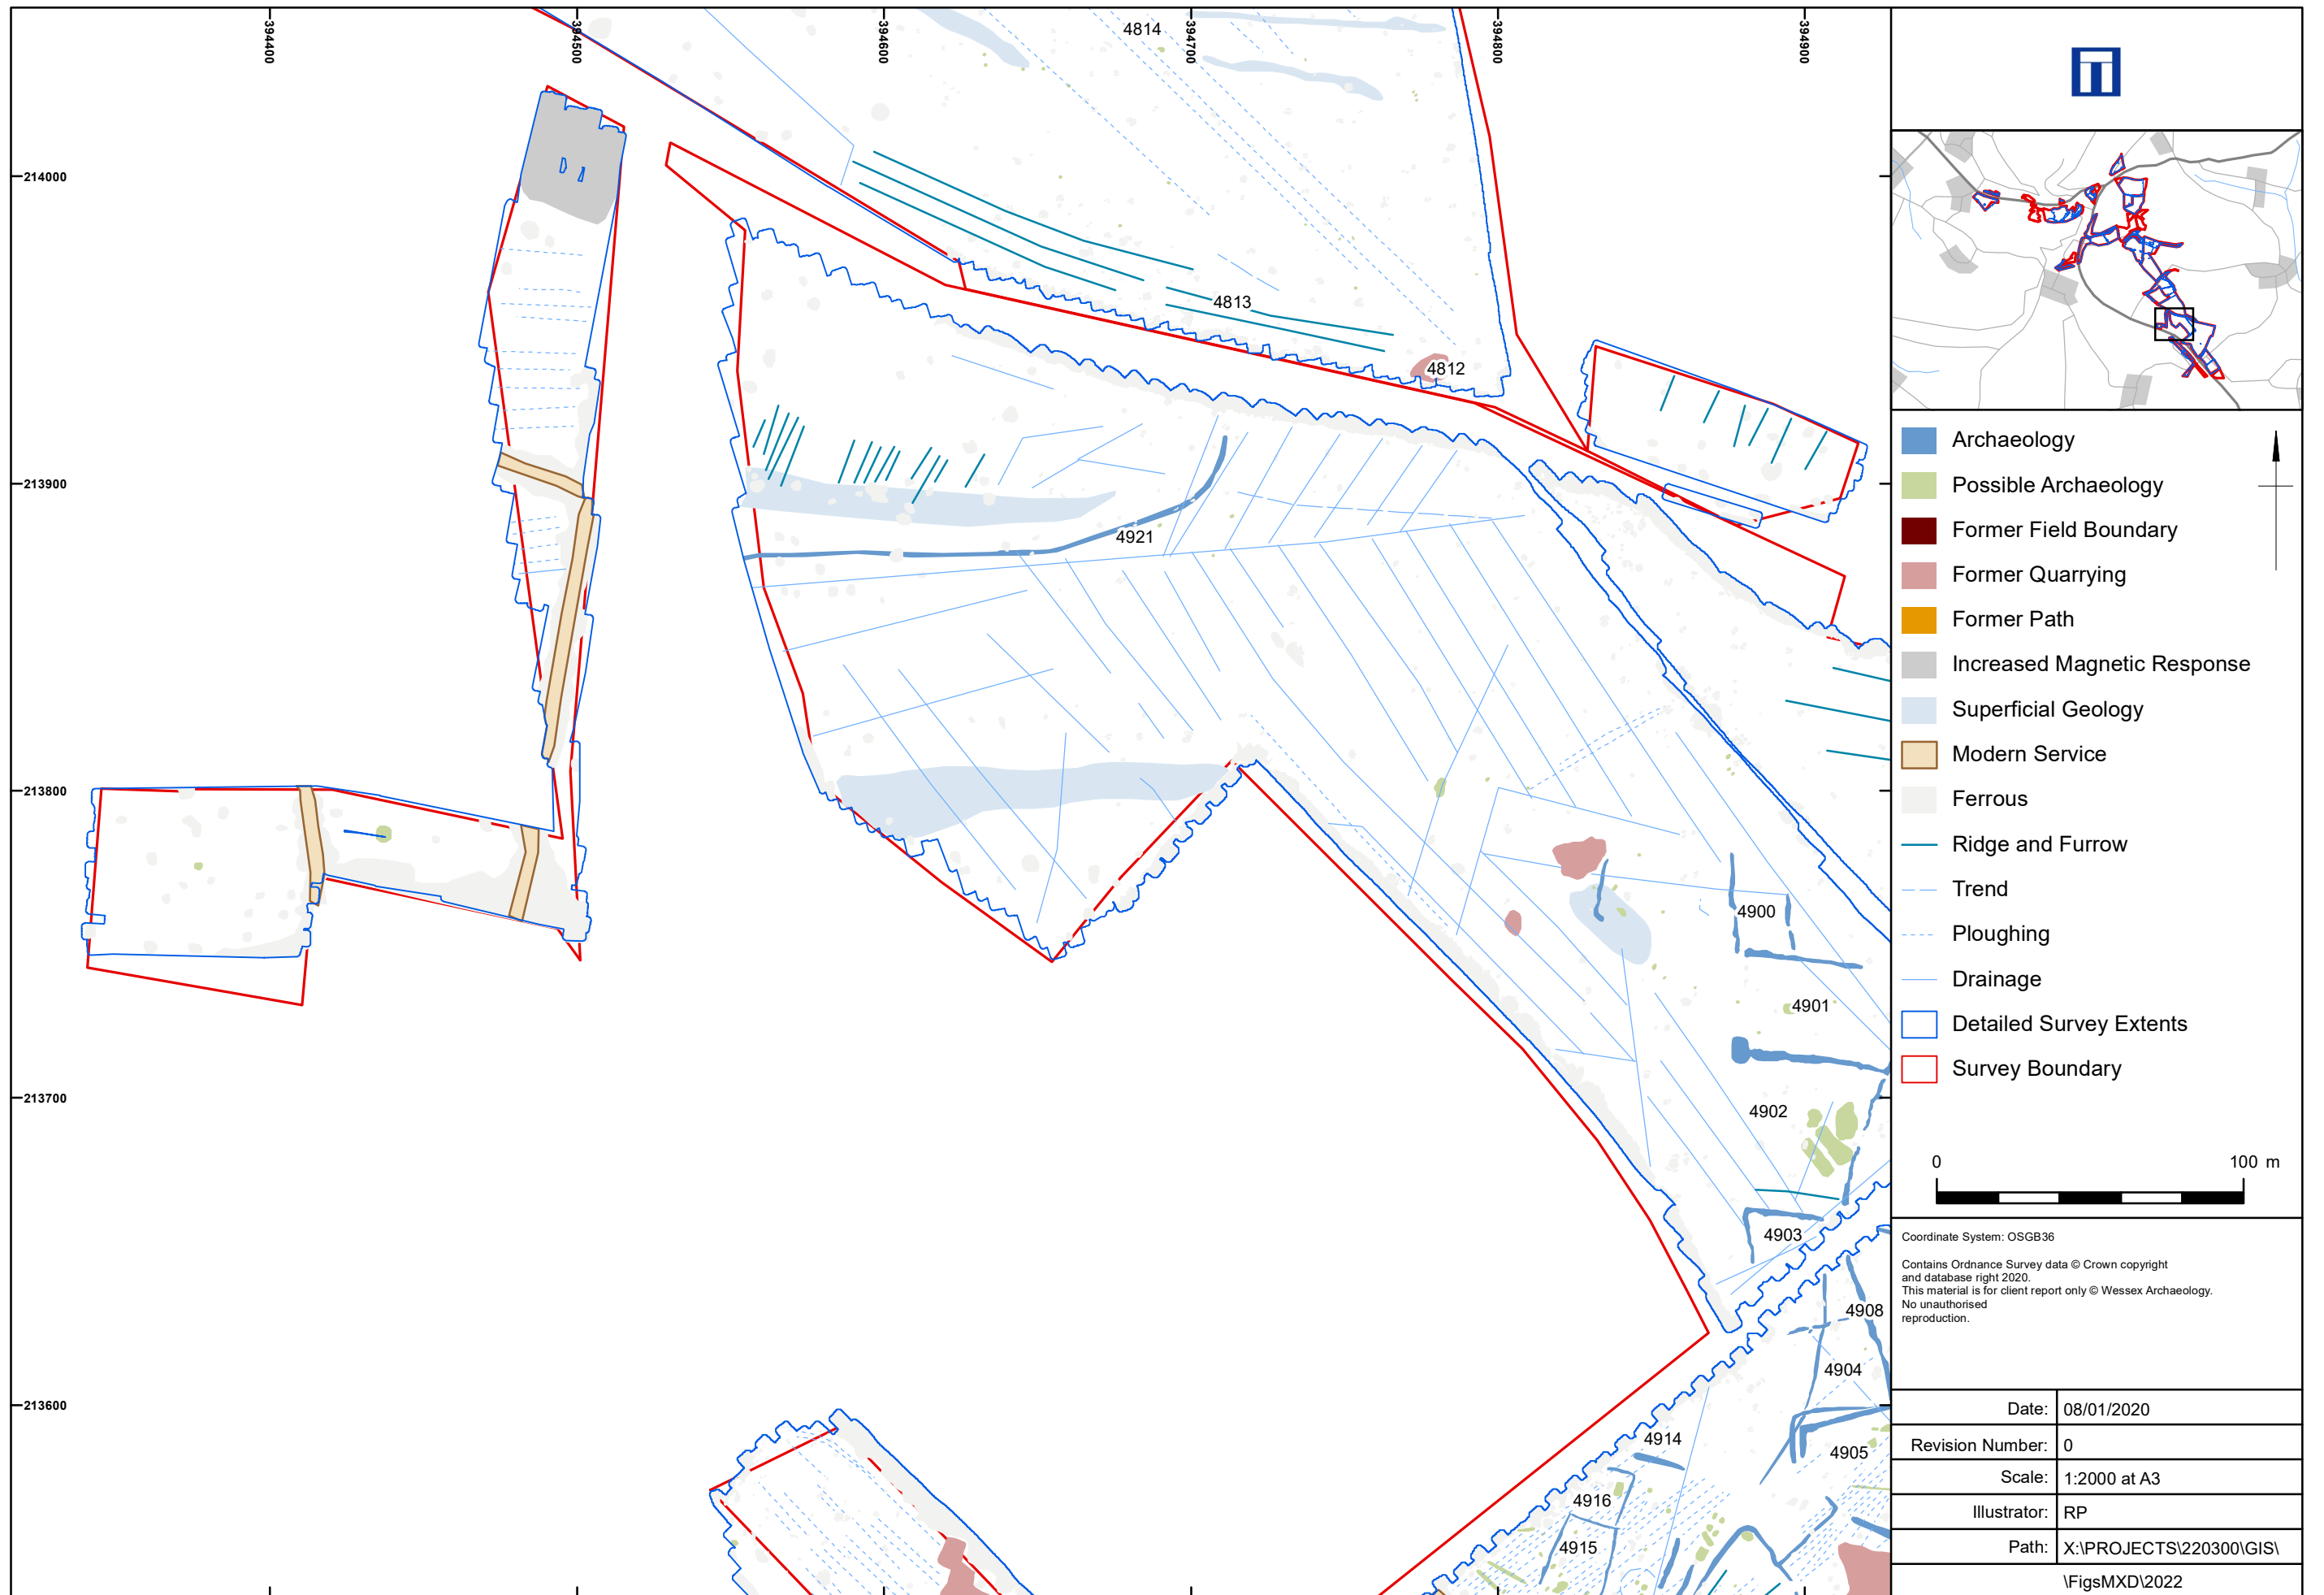 394400
394500
394600
394700
394800
394900
214000
213900
213800
213700
213600
4814
4813
4812
4921
4900
4901
4902
4903
4908
4904
4914
4905
4916
4915
Archaeology
Possible Archaeology
Former Field Boundary
Former Quarrying
Former Path
Increased Magnetic Response
Superficial Geology
Modern Service
Ferrous
Ridge and Furrow
Trend
Ploughing
Drainage
Detailed Survey Extents
Survey Boundary
0 100 m
Coordinate System: OSGB36
Contains Ordnance Survey data © Crown copyright
and database right 2020.
This material is for client report only © Wessex Archaeology.
No unauthorised
reproduction.
Date: 08/01/2020
Revision Number: 0
Scale: 1:2000 at A3
Illustrator: RP
Path: X:\PROJECTS\220300\GIS\
\FigsMXD\2022